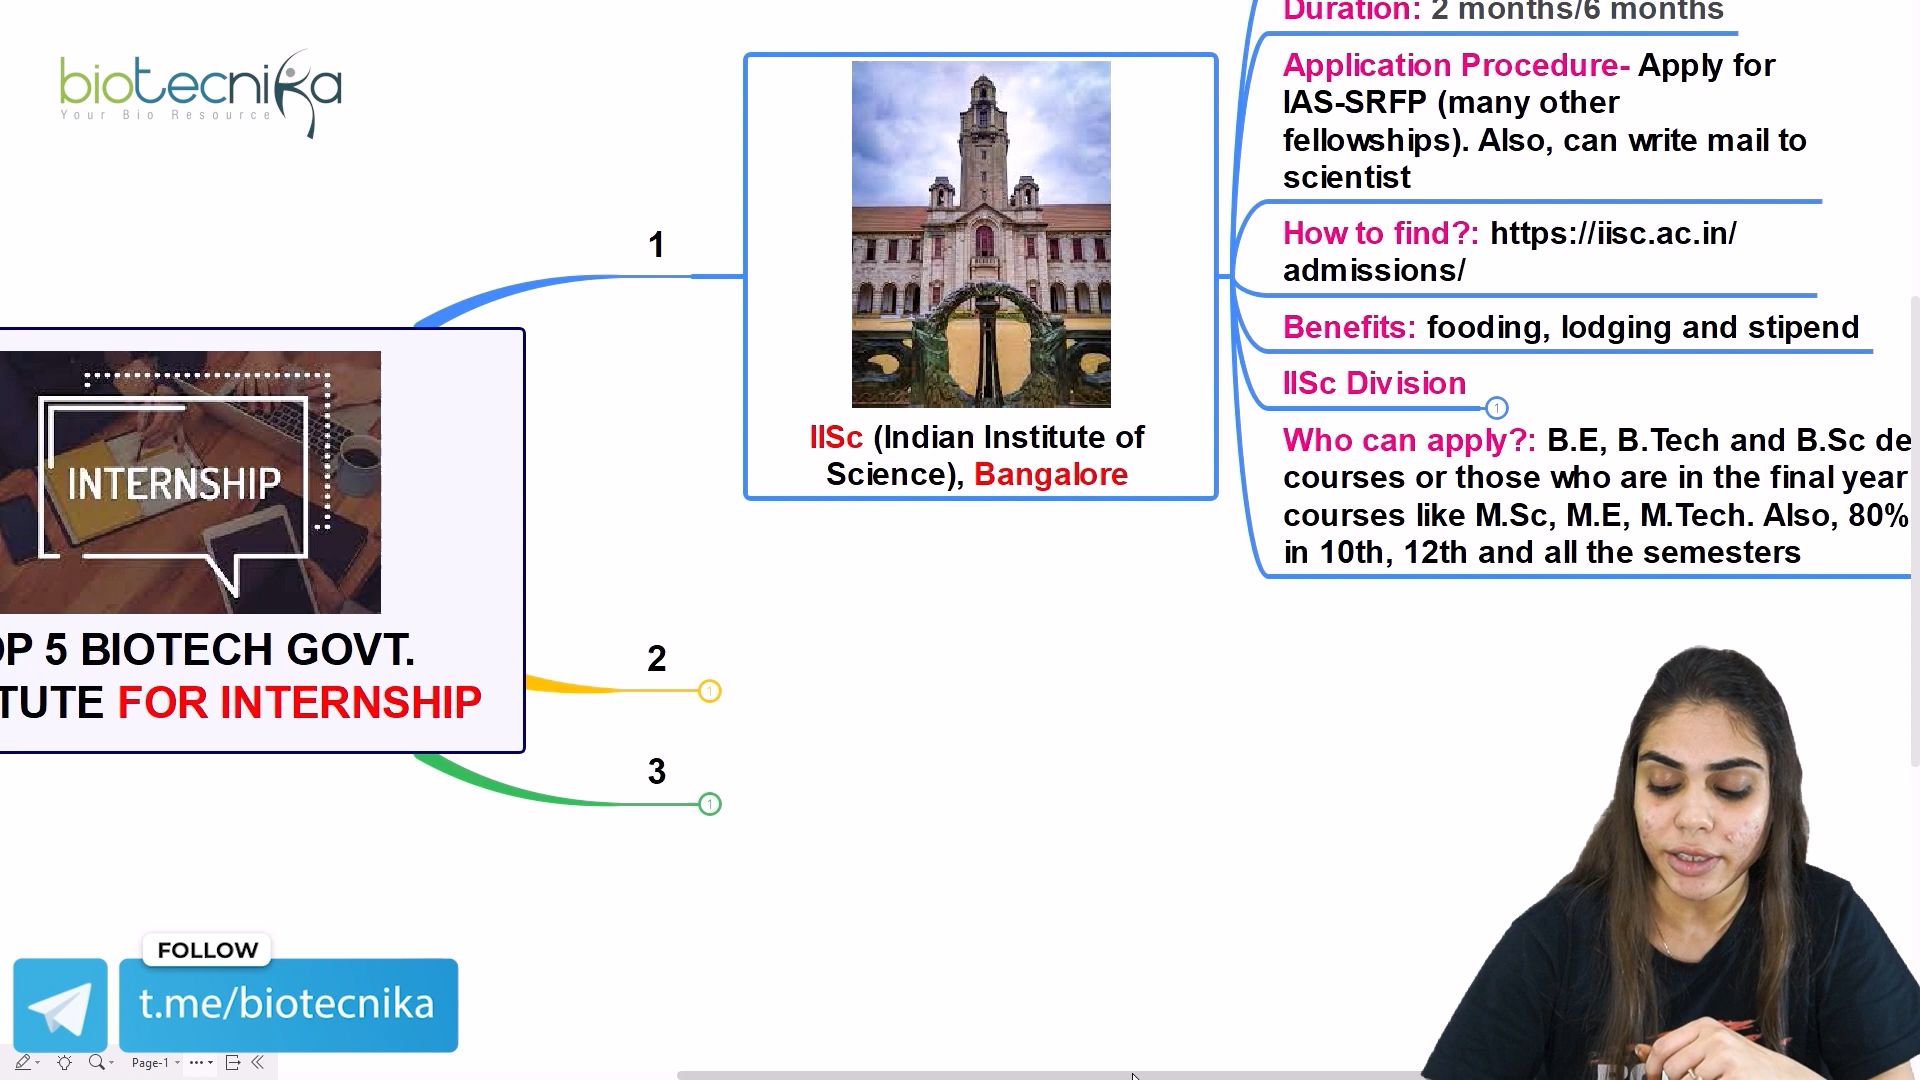 biotecnika
Your Bio Resource
Duration: 2 months/6 months
Application Procedure- Apply for
IAS-SRFP (many other
fellowships). Also, can write mail to
scientist
How to find?: https://iisc.ac.in/
admissions/
Benefits: fooding, lodging and stipend
IISc Division
1
Who can apply?: B.E, B.Tech and B.Sc de
courses or those who are in the final year
courses like M.Sc, M.E, M.Tech. Also, 80%
in 10th, 12th and all the semesters
1
IISc (Indian Institute of
Science), Bangalore
INTERNSHIP
OP 5 BIOTECH GOVT.
TUTE FOR INTERNSHIP
2
1
3
1
FOLLOW
t.me/biotecnika
Page-1